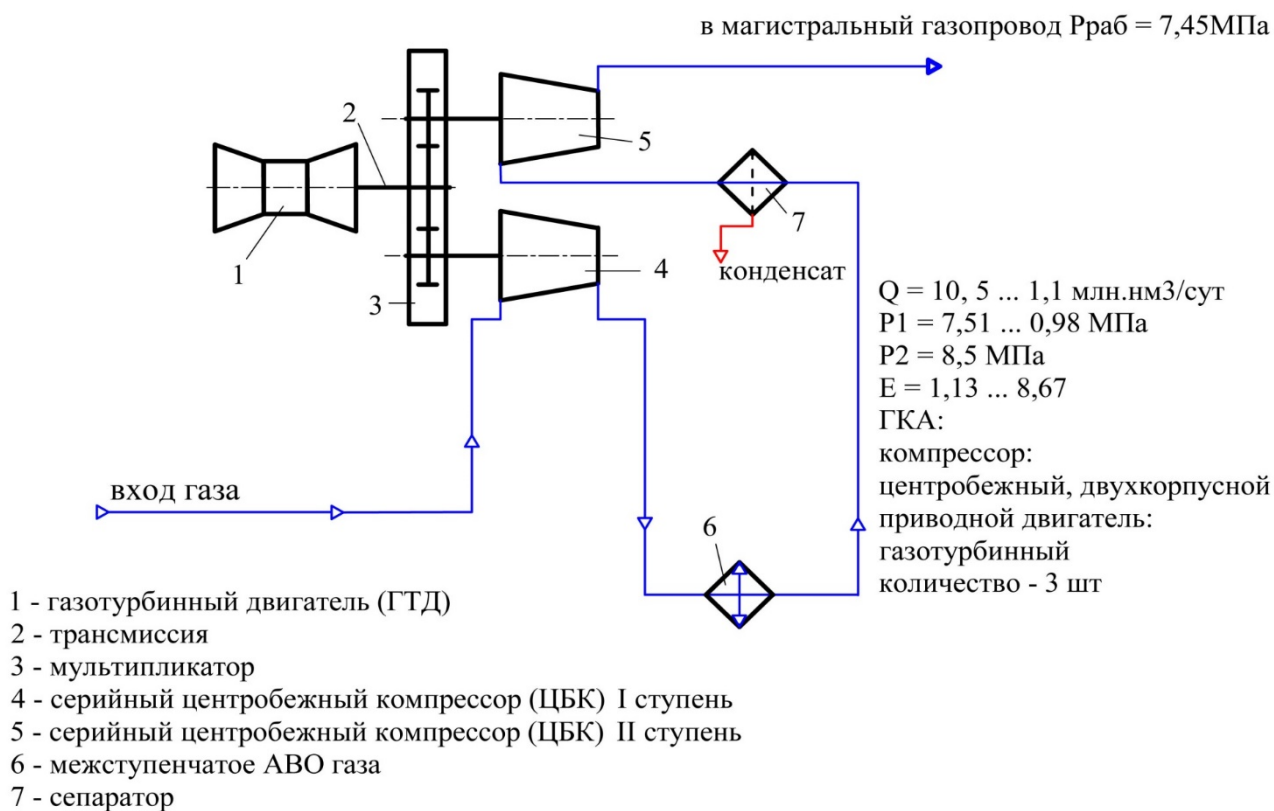 в магистральный газопровод Рраб = 7,45МПа
2
5
7
1
конденсат
4
3
Q = 10, 5 ... 1,1 млн.нм3/сут
P1 = 7,51 ... 0,98 МПа
P2 = 8,5 МПа
E = 1,13 ... 8,67
ГКА:
компрессор:
центробежный, двухкорпусной
приводной двигатель:
газотурбинный
количество - 3 шт
вход газа
6
1 - газотурбинный двигатель (ГТД)
2 - трансмиссия
3 - мультипликатор
4 - серийный центробежный компрессор (ЦБК) I ступень
5 - серийный центробежный компрессор (ЦБК) II ступень
6 - межступенчатое АВО газа
7 - сепаратор